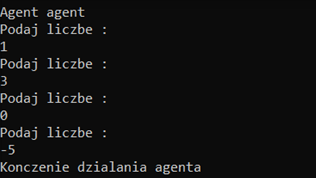 Agent agent
Podaj liczbe :
1
Podaj liczbe :
3
Podaj liczbe :
0
Podaj liczbe :
-5
Konczenie dzialania agenta